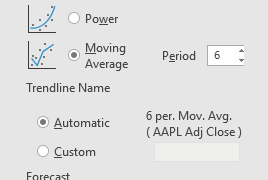 Power
Moving
Average
Period 6
Trendline Name
Automatic
6 per. Mov. Avg.
( AAPL Adj Close )
Custom
Forecast